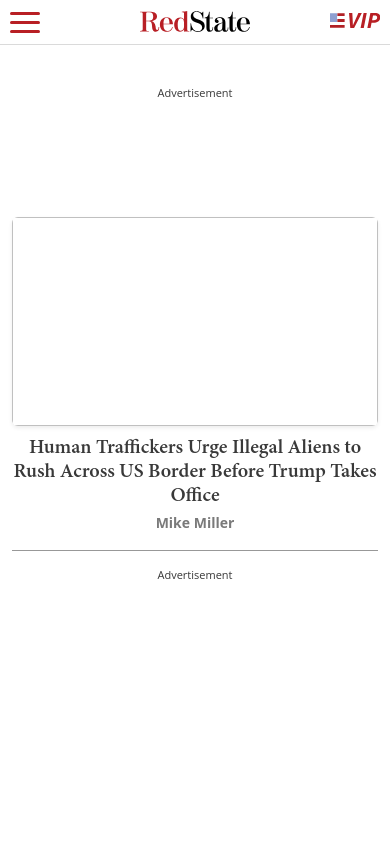 RedState
VIP
Advertisement
Human Traffickers Urge Illegal Aliens to
Rush Across US Border Before Trump Takes
Office
Mike Miller
Advertisement